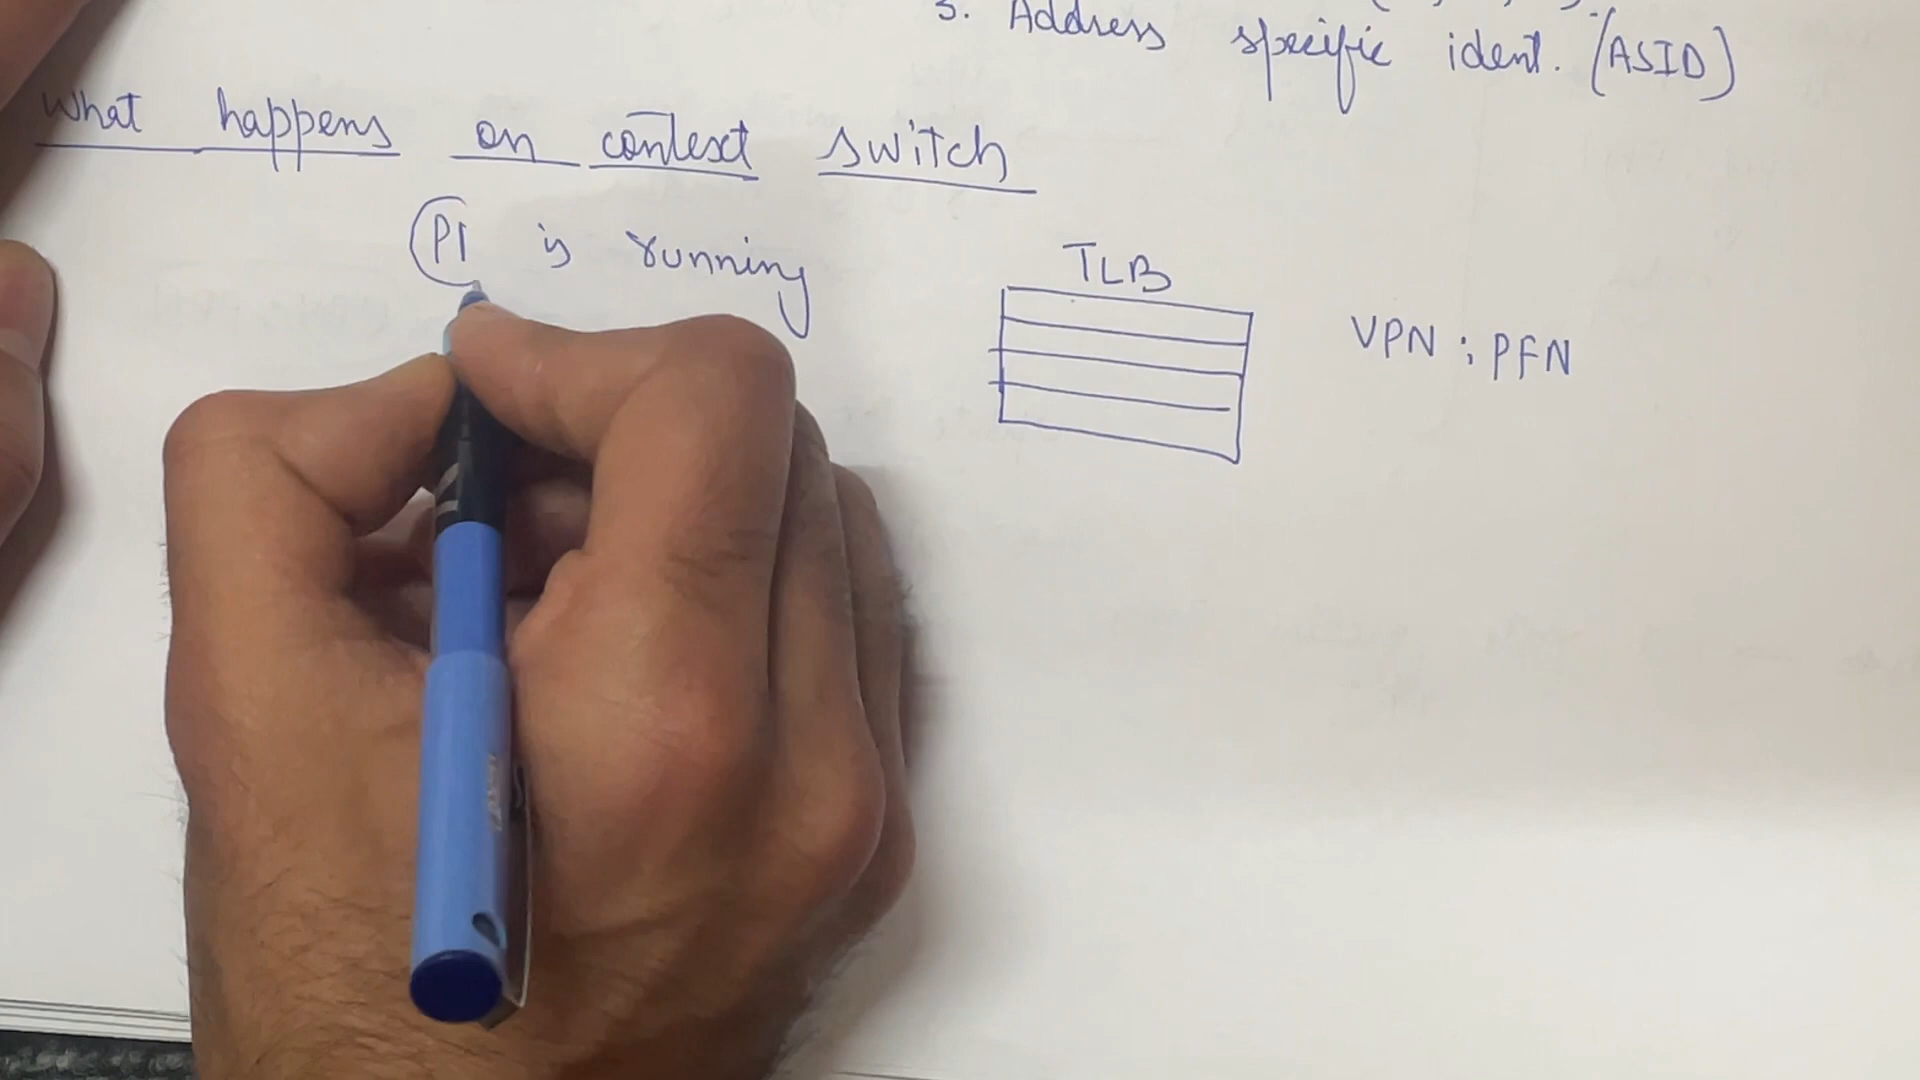 3. Address specific ident. (ASID)
What happens on context switch
P1 is running
TLB
VPN ; PFN